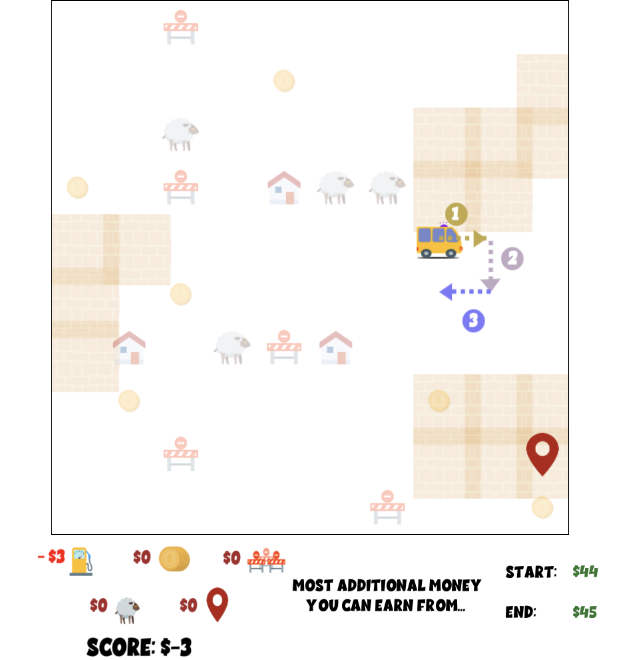 1
2
3
- $3
$0
$0
$0
$0
SCORE: $-3
MOST ADDITIONAL MONEY
YOU CAN EARN FROM...
START: $44
END: $45